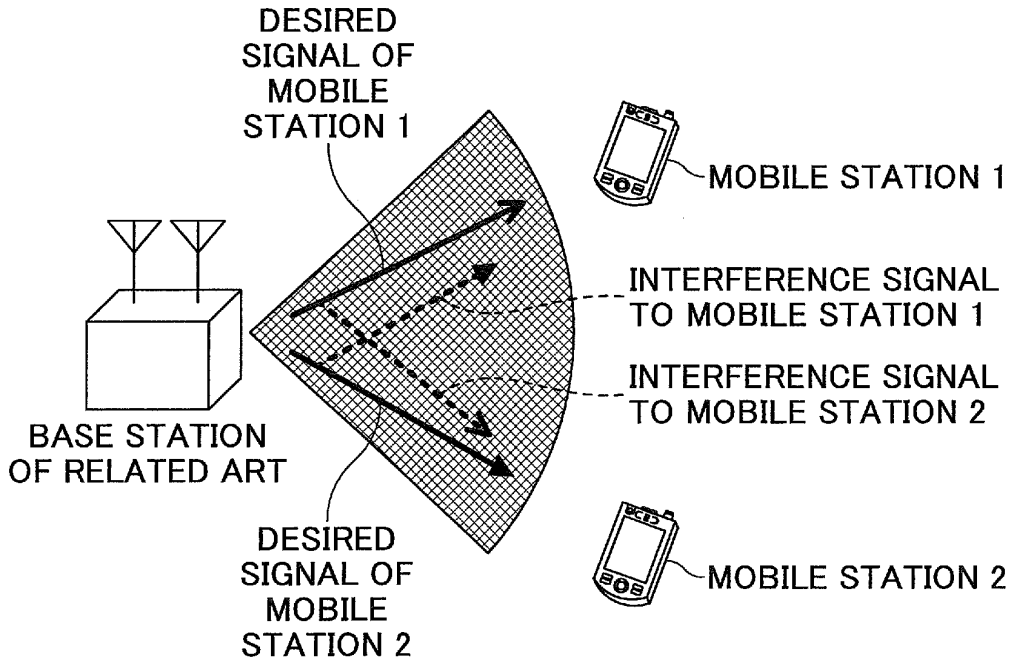 DESIRED
SIGNAL OF
MOBILE
STATION 1
MOBILE STATION 1
INTERFERENCE SIGNAL
TO MOBILE STATION 1
INTERFERENCE SIGNAL
TO MOBILE STATION 2
BASE STATION
OF RELATED ART
DESIRED
SIGNAL OF
MOBILE
STATION 2
MOBILE STATION 2